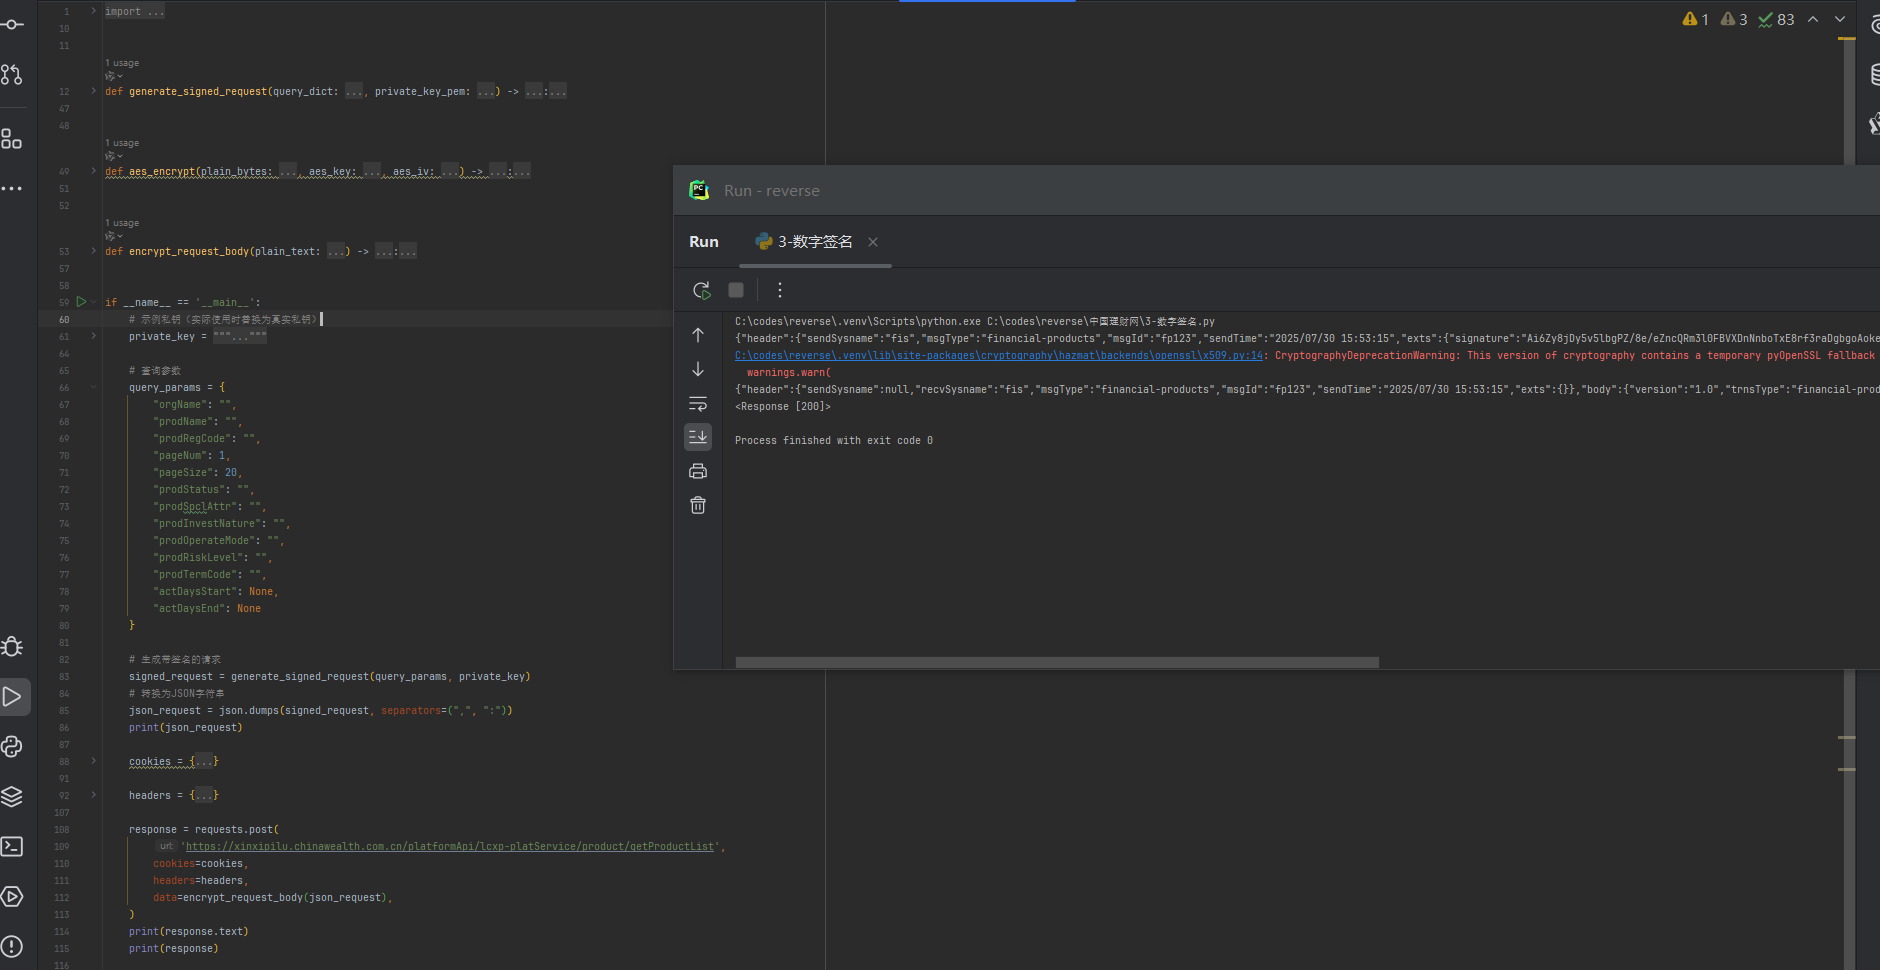 1 import ...
10
11
1 usage
12 def generate_signed_request(query_dict: ..., private_key_pem: ...) -> ...:...
47
48
1 usage
49 def aes_encrypt(plain_bytes: ..., aes_key: ..., aes_iv: ...) -> ...:...
51
52
1 usage
53 def encrypt_request_body(plain_text: ...) -> ...:...
57
58
59 if __name__ == '__main__':
60 # 示例私钥（实际使用时替换为真实私钥）
61 private_key = """..."""
64
65 # 查询参数
66 query_params = {
67 "orgName": "",
68 "prodName": "",
69 "prodRegCode": "",
70 "pageNum": 1,
71 "pageSize": 20,
72 "prodStatus": "",
73 "prodSpclAttr": "",
74 "prodInvestNature": "",
75 "prodOperateMode": "",
76 "prodRiskLevel": "",
77 "prodTermCode": "",
78 "actDaysStart": None,
79 "actDaysEnd": None
80 }
81
82 # 生成带签名的请求
83 signed_request = generate_signed_request(query_params, private_key)
84 # 转换为JSON字符串
85 json_request = json.dumps(signed_request, separators=(",", ":"))
86 print(json_request)
87
88 cookies = {...}
91
92 headers = {...}
107
108 response = requests.post(
109 url: 'https://xinxipilu.chinawealth.com.cn/platformApi/lcxp-platService/product/getProductList',
110 cookies=cookies,
111 headers=headers,
112 data=encrypt_request_body(json_request),
113 )
114 print(response.text)
115 print(response)
116
1 3 83
PC
Run - reverse
Run 3-数字签名
C:\codes\reverse\.venv\Scripts\python.exe C:\codes\reverse\中国理财网\3-数字签名.py
{"header":{"sendSysname":"fis","msgType":"financial-products","msgId":"fp123","sendTime":"2025/07/30 15:53:15","exts":{"signature":"Ai6Zy8jDy5v5lbgPZ/8e/eZncQRm3l0FBVXDnNnboTxE8rf3raDgbgoAoke
C:\codes\reverse\.venv\lib\site-packages\cryptography\hazmat\backends\openssl\x509.py:14: CryptographyDeprecationWarning: This version of cryptography contains a temporary pyOpenSSL fallback
warnings.warn(
{"header":{"sendSysname":null,"recvSysname":"fis","msgType":"financial-products","msgId":"fp123","sendTime":"2025/07/30 15:53:15","exts":{}},"body":{"version":"1.0","trnsType":"financial-prod
<Response [200]>
Process finished with exit code 0